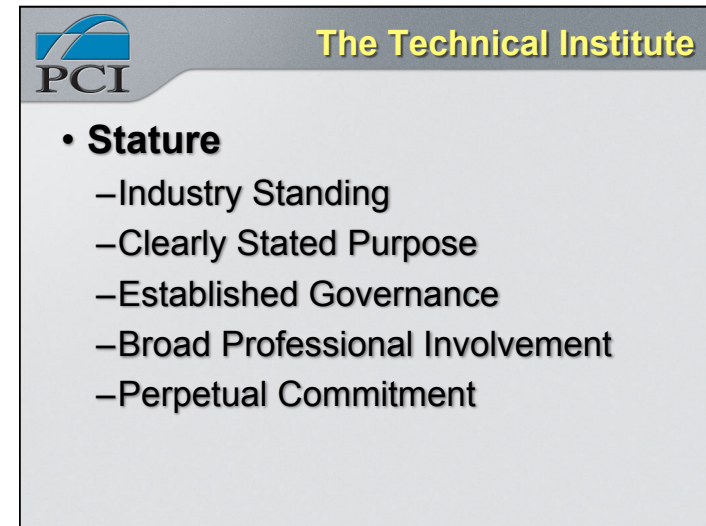 The Technical Institute
PCI
• Stature
–Industry Standing
–Clearly Stated Purpose
–Established Governance
–Broad Professional Involvement
–Perpetual Commitment